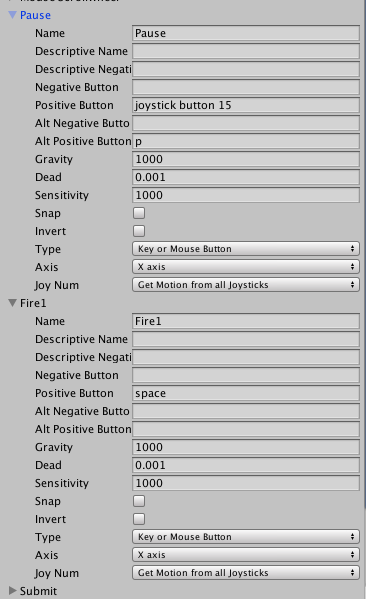 Pause
Name Pause
Descriptive Name
Descriptive Negati
Negative Button
Positive Button joystick button 15
Alt Negative Butto
Alt Positive Button p
Gravity 1000
Dead 0.001
Sensitivity 1000
Snap
Invert
Type Key or Mouse Button
Axis X axis
Joy Num Get Motion from all Joysticks
Fire1
Name Fire1
Descriptive Name
Descriptive Negati
Negative Button
Positive Button space
Alt Negative Butto
Alt Positive Button
Gravity 1000
Dead 0.001
Sensitivity 1000
Snap
Invert
Type Key or Mouse Button
Axis X axis
Joy Num Get Motion from all Joysticks
Submit